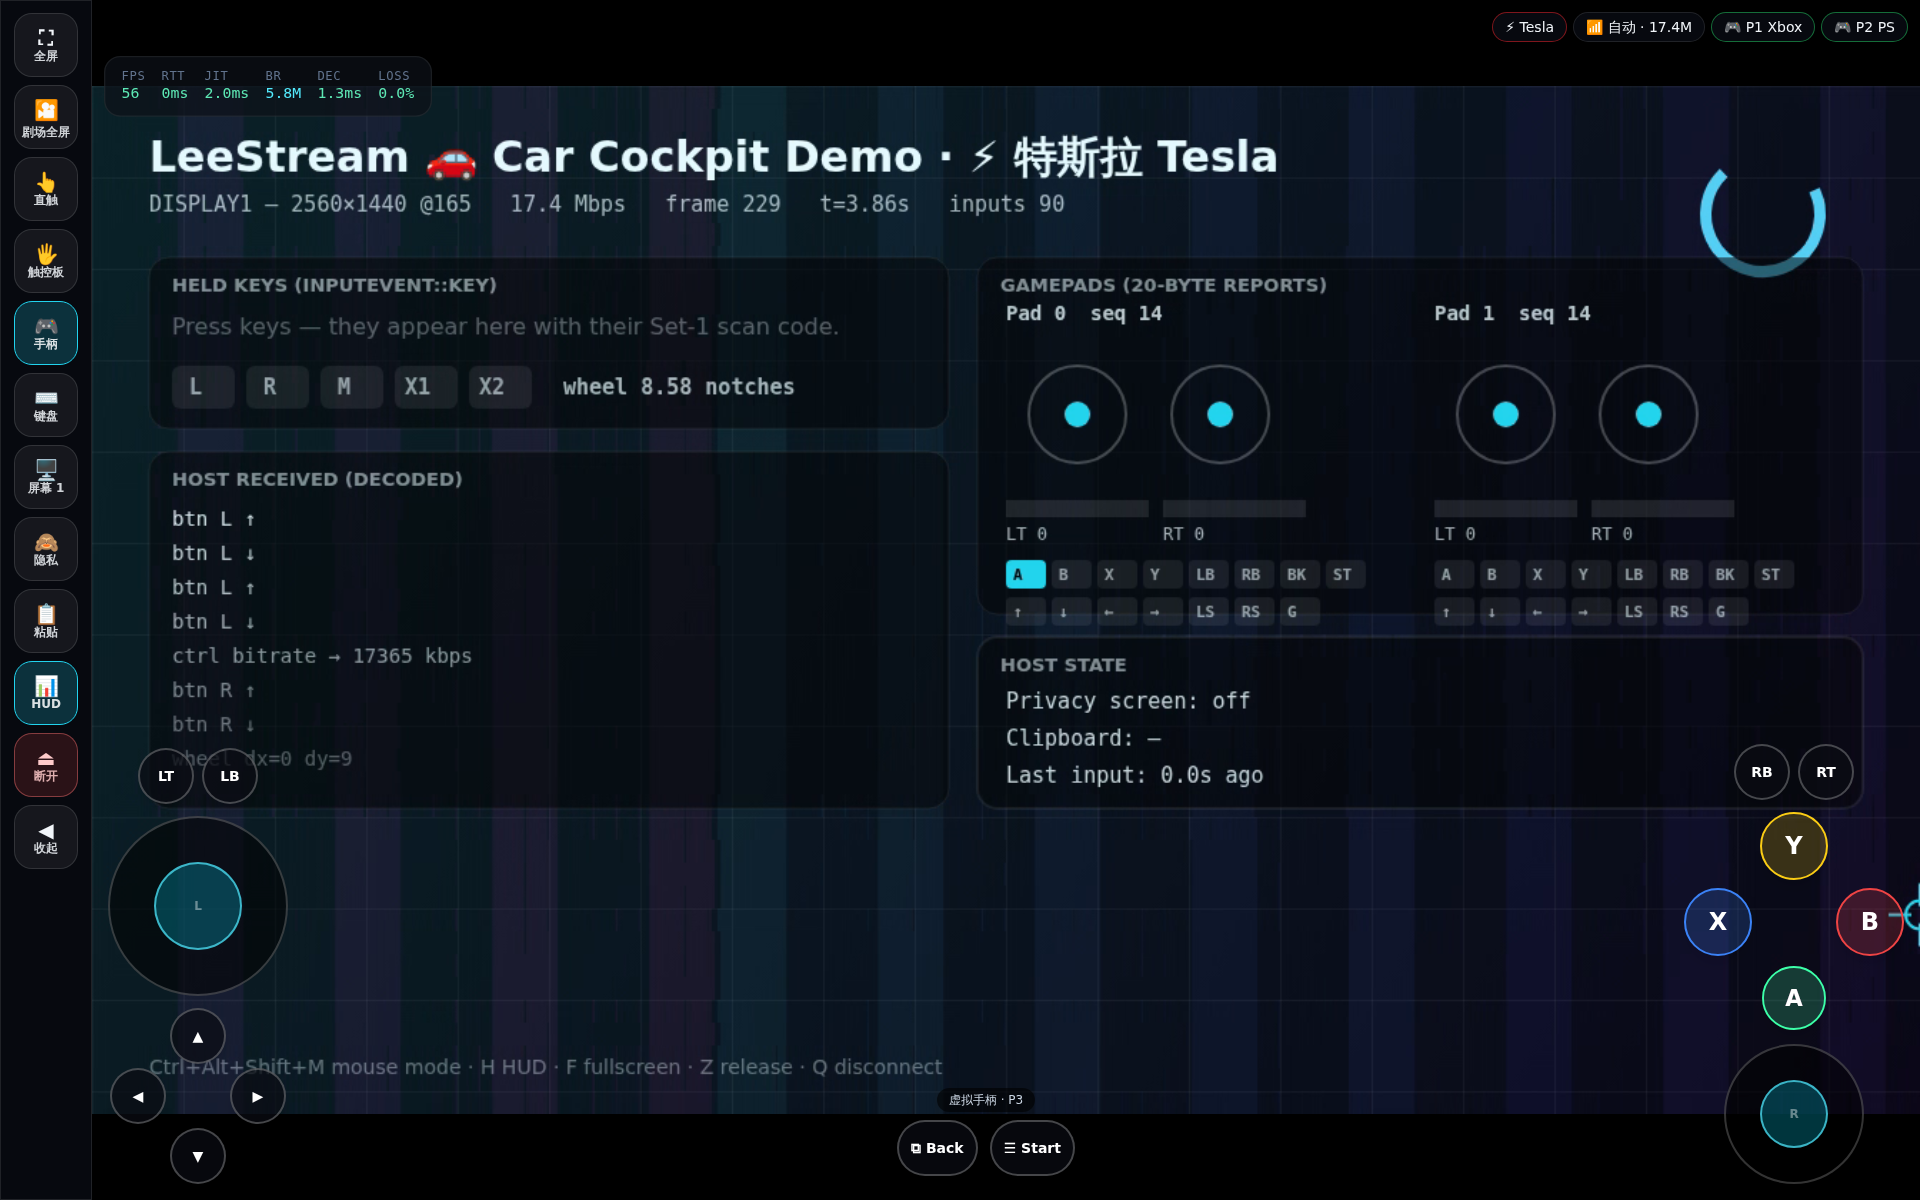 全屏
剧场全屏
直触
触控板
手柄
键盘
屏幕 1
隐私
粘贴
HUD
断开
收起
⚡ Tesla
自动 · 17.4M
P1 Xbox
P2 PS
FPS RTT JIT BR DEC LOSS
56 0ms 2.0ms 5.8M 1.3ms 0.0%
LeeStream 🚗 Car Cockpit Demo · ⚡ 特斯拉 Tesla
DISPLAY1 — 2560×1440 @165 17.4 Mbps frame 229 t=3.86s inputs 90
HELD KEYS (INPUTEVENT::KEY)
Press keys — they appear here with their Set-1 scan code.
L R M X1 X2 wheel 8.58 notches
HOST RECEIVED (DECODED)
btn L ↑
btn L ↓
btn L ↑
btn L ↓
ctrl bitrate → 17365 kbps
btn R ↑
btn R ↓
wheel dx=0 dy=9
GAMEPADS (20-BYTE REPORTS)
Pad 0 seq 14
LT 0 RT 0
A B X Y LB RB BK ST
↑ ↓ ← → LS RS G
Pad 1 seq 14
LT 0 RT 0
A B X Y LB RB BK ST
↑ ↓ ← → LS RS G
HOST STATE
Privacy screen: off
Clipboard: —
Last input: 0.0s ago
LT LB
L
▲
◀ ▶
▼
RB RT
Y
X B
A
R
Ctrl+Alt+Shift+M mouse mode · H HUD · F fullscreen · Z release · Q disconnect
虚拟手柄 · P3
⧉ Back ☰ Start